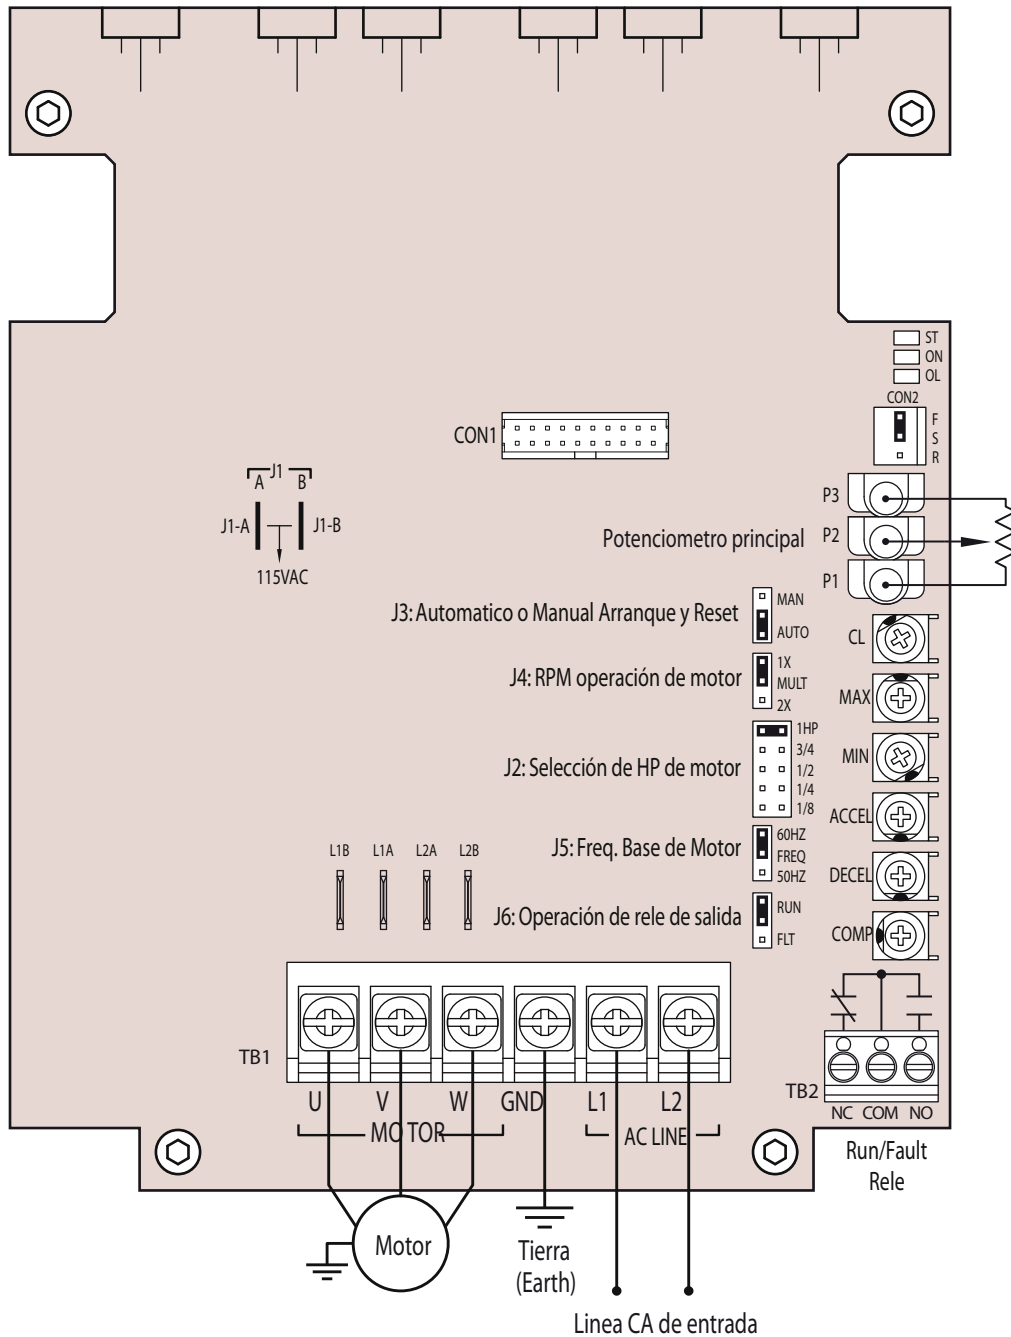 ST
ON
OL
CON2
F
S
R
CON1
J1
A B
J1-A J1-B
115VAC
P3
Potenciometro principal P2
P1
J3: Automatico o Manual Arranque y Reset
MAN
AUTO
CL
J4: RPM operación de motor
1X
MULT
2X
MAX
J2: Selección de HP de motor
1HP
3/4
1/2
1/4
1/8
MIN
ACCEL
J5: Freq. Base de Motor
60HZ
FREQ
50HZ
DECEL
L1B L1A L2A L2B
J6: Operación de rele de salida
RUN
FLT
COMP
TB1
U V W GND L1 L2
MOTOR
AC LINE
TB2
NC COM NO
Run/Fault
Rele
Motor
Tierra
(Earth)
Linea CA de entrada